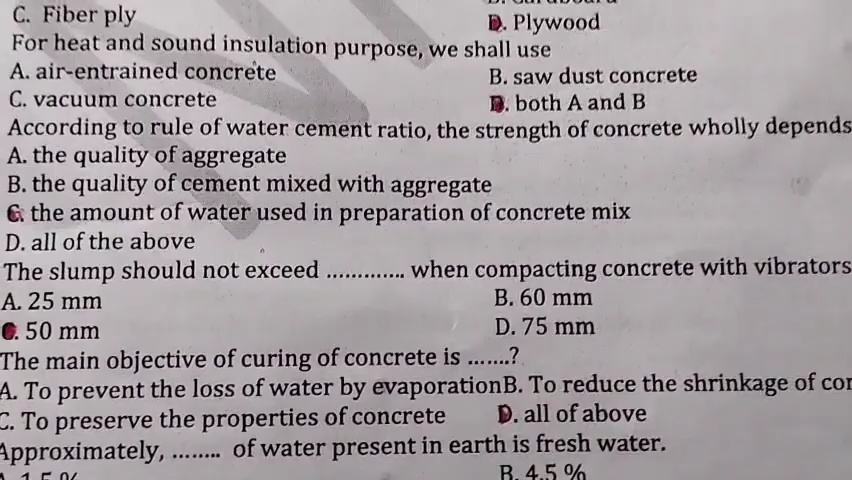 C. Fiber ply
D. Plywood
For heat and sound insulation purpose, we shall use
A. air-entrained concrete
B. saw dust concrete
C. vacuum concrete
D. both A and B
According to rule of water cement ratio, the strength of concrete wholly depends
A. the quality of aggregate
B. the quality of cement mixed with aggregate
C. the amount of water used in preparation of concrete mix
D. all of the above
The slump should not exceed ............. when compacting concrete with vibrators
A. 25 mm
B. 60 mm
C. 50 mm
D. 75 mm
The main objective of curing of concrete is .......?
A. To prevent the loss of water by evaporation B. To reduce the shrinkage of
C. To preserve the properties of concrete
D. all of above
Approximately, ........ of water present in earth is fresh water.
B. 4.5 %